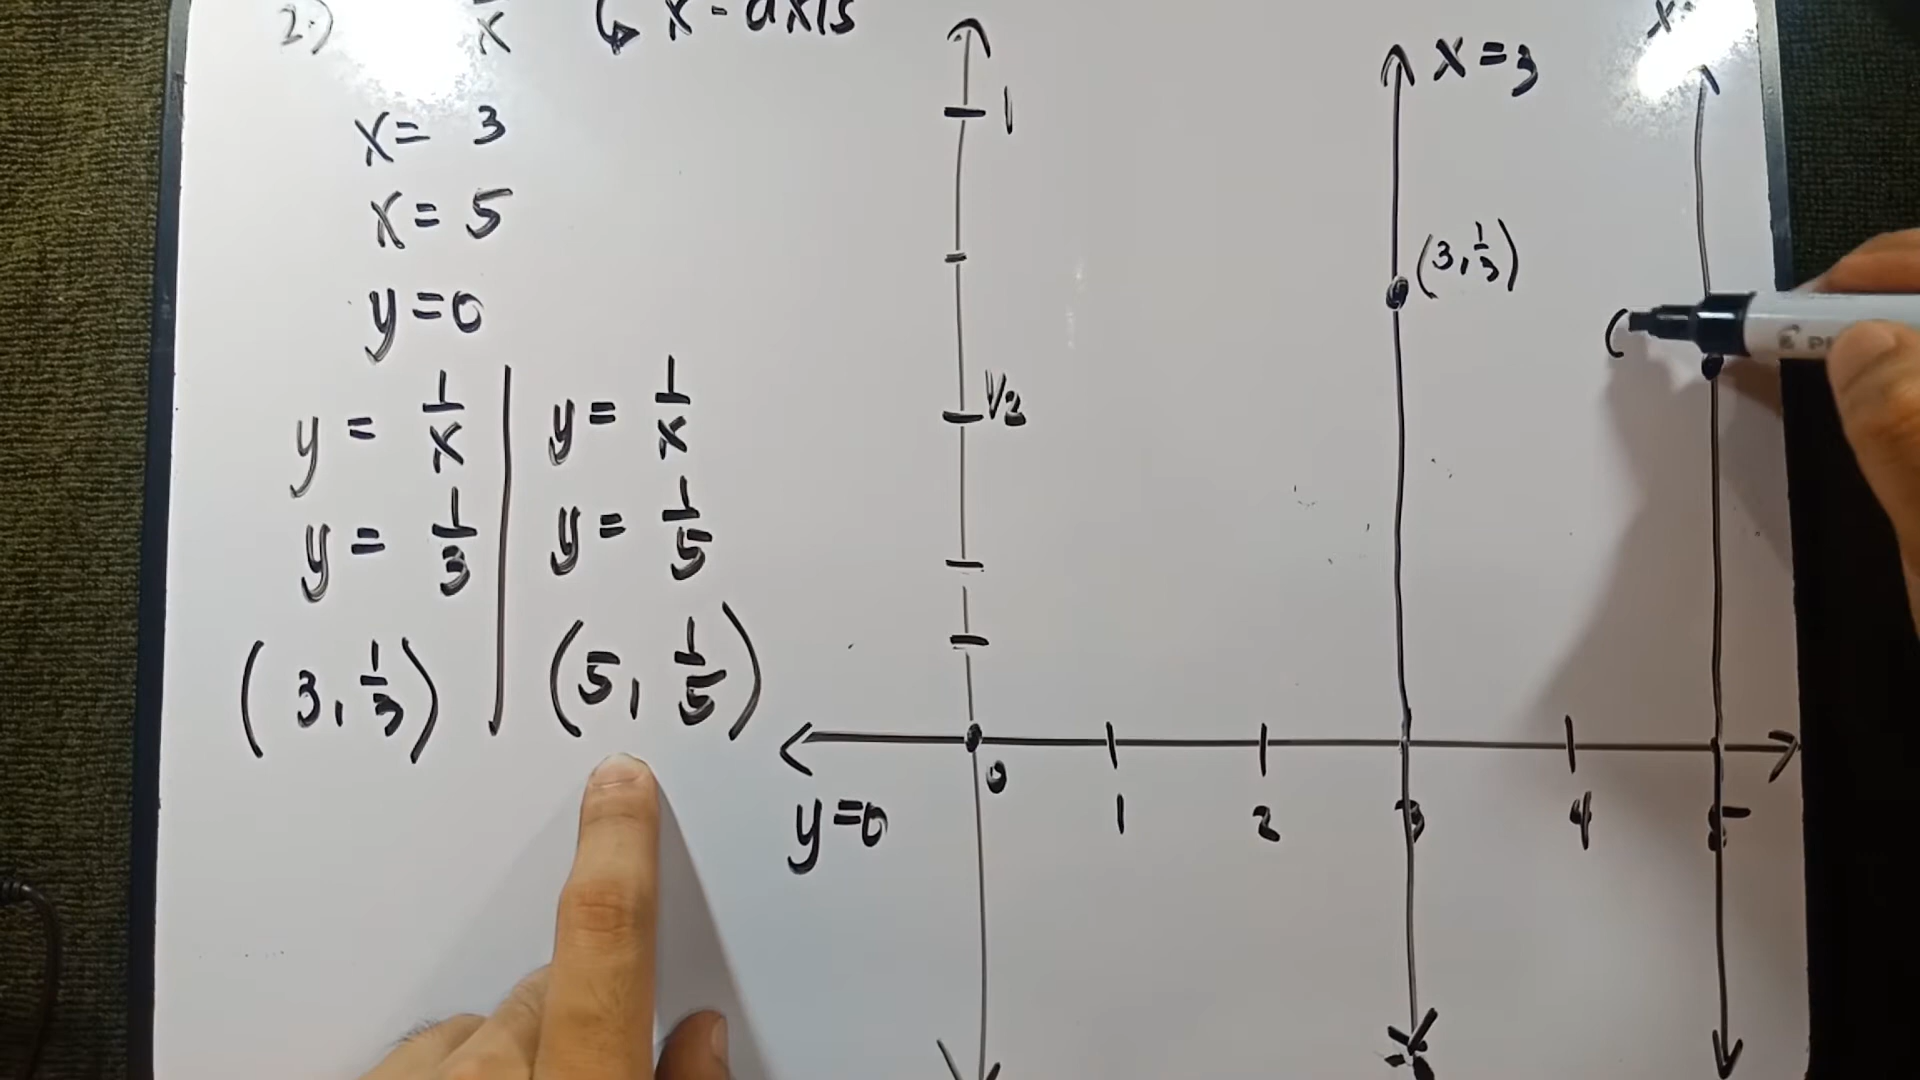 2.) 1/x ↳ x-axis
x = 3
x = 5
y = 0
y = 1/x | y = 1/x
y = 1/3 | y = 1/5
(3, 1/3) | (5, 1/5)
1
1/2
x = 3
(3, 1/3)
(
x
0 1 2 3 4 5
y = 0